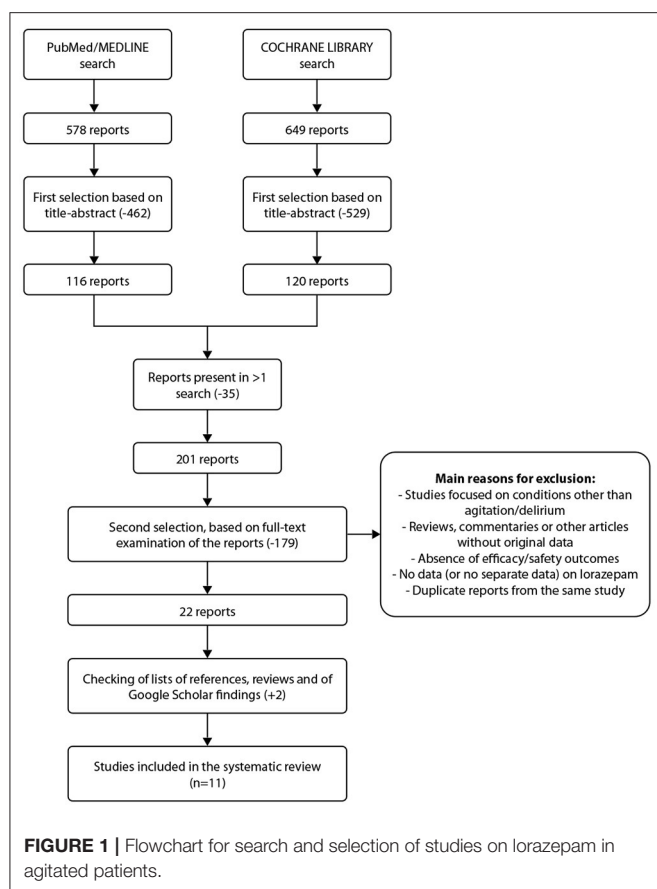 PubMed/MEDLINE
search
COCHRANE LIBRARY
search
578 reports
649 reports
First selection based on
title-abstract (-462)
First selection based on
title-abstract (-529)
116 reports
120 reports
Reports present in >1
search (-35)
201 reports
Second selection, based on full-text
examination of the reports (-179)
Main reasons for exclusion:
- Studies focused on conditions other than
agitation/delirium
- Reviews, commentaries or other articles
without original data
- Absence of efficacy/safety outcomes
- No data (or no separate data) on lorazepam
- Duplicate reports from the same study
22 reports
Checking of lists of references, reviews and of
Google Scholar findings (+2)
Studies included in the systematic review
(n=11)
FIGURE 1 | Flowchart for search and selection of studies on lorazepam in
agitated patients.